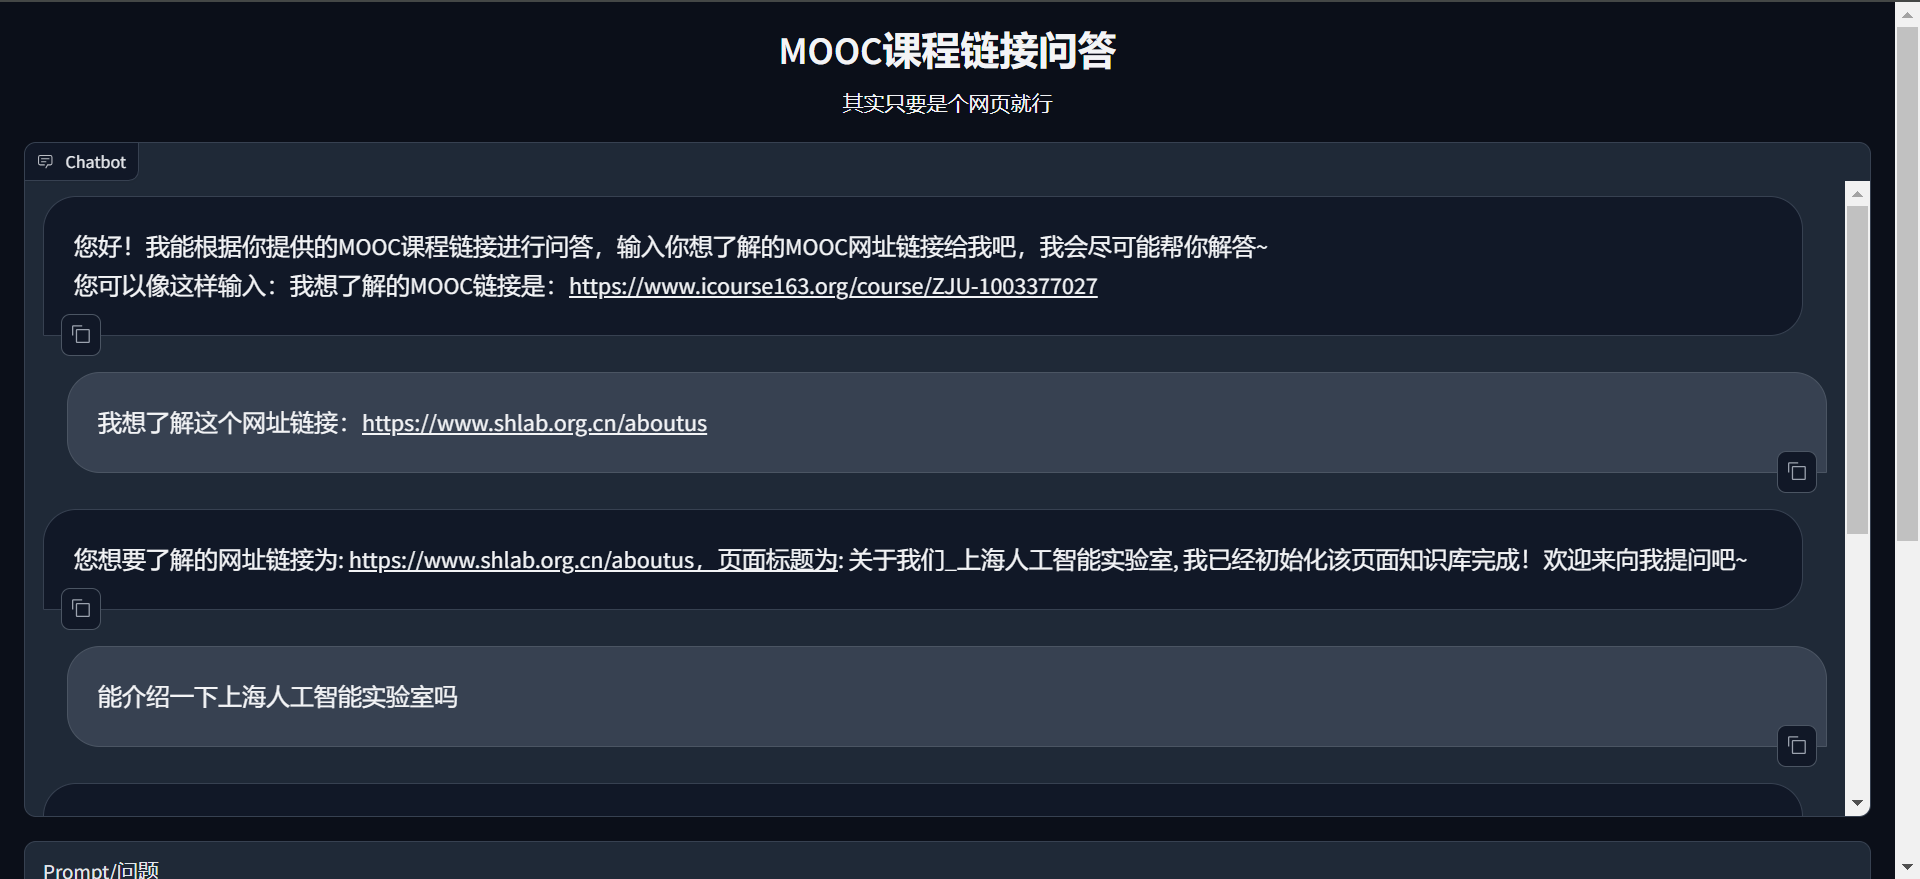 MOOC课程链接问答
其实只要是个网页就行
Chatbot
您好！我能根据你提供的MOOC课程链接进行问答，输入你想了解的MOOC网址链接给我吧，我会尽可能帮你解答~
您可以像这样输入：我想了解的MOOC链接是：https://www.icourse163.org/course/ZJU-1003377027
我想了解这个网址链接：https://www.shlab.org.cn/aboutus
您想要了解的网址链接为: https://www.shlab.org.cn/aboutus，页面标题为: 关于我们_上海人工智能实验室, 我已经初始化该页面知识库完成！欢迎来向我提问吧~
能介绍一下上海人工智能实验室吗
Prompt/问题